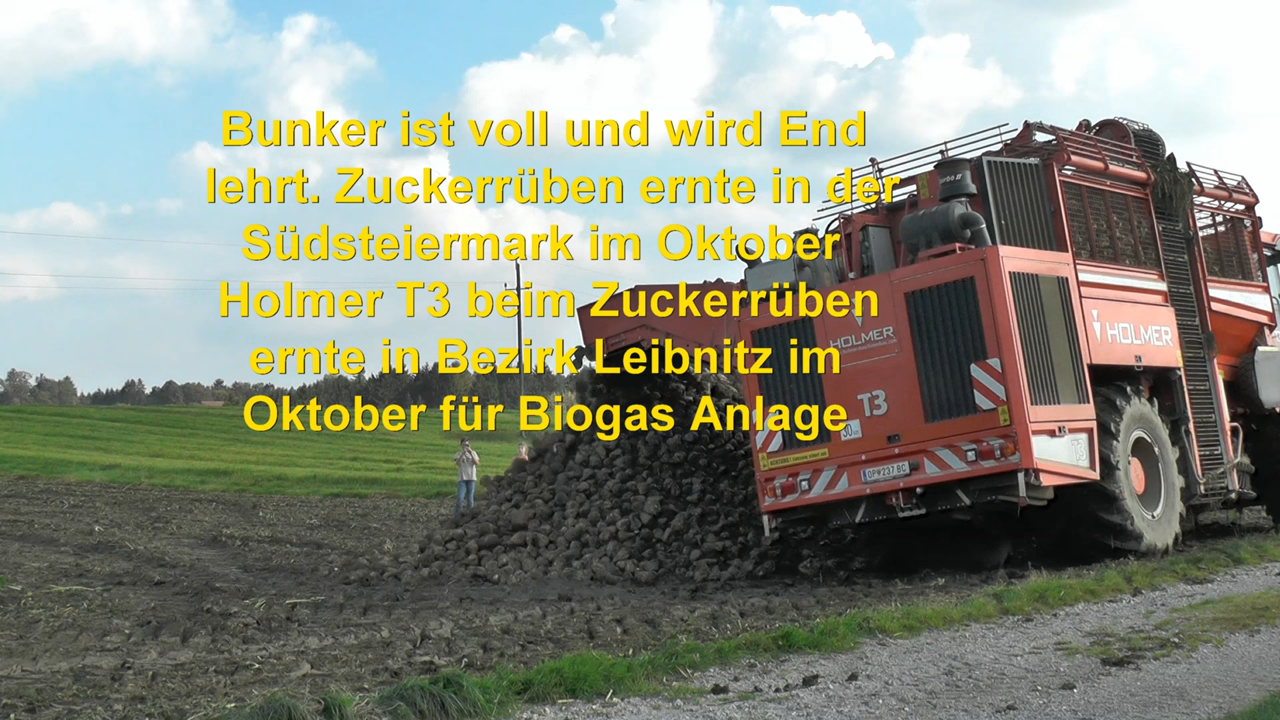 Bunker ist voll und wird End
lehrt. Zuckerrüben ernte in der
Südsteiermark im Oktober
Holmer T3 beim Zuckerrüben
ernte in Bezirk Leibnitz im
Oktober für Biogas Anlage
HOLMER
HOLMER
T3
30
T3